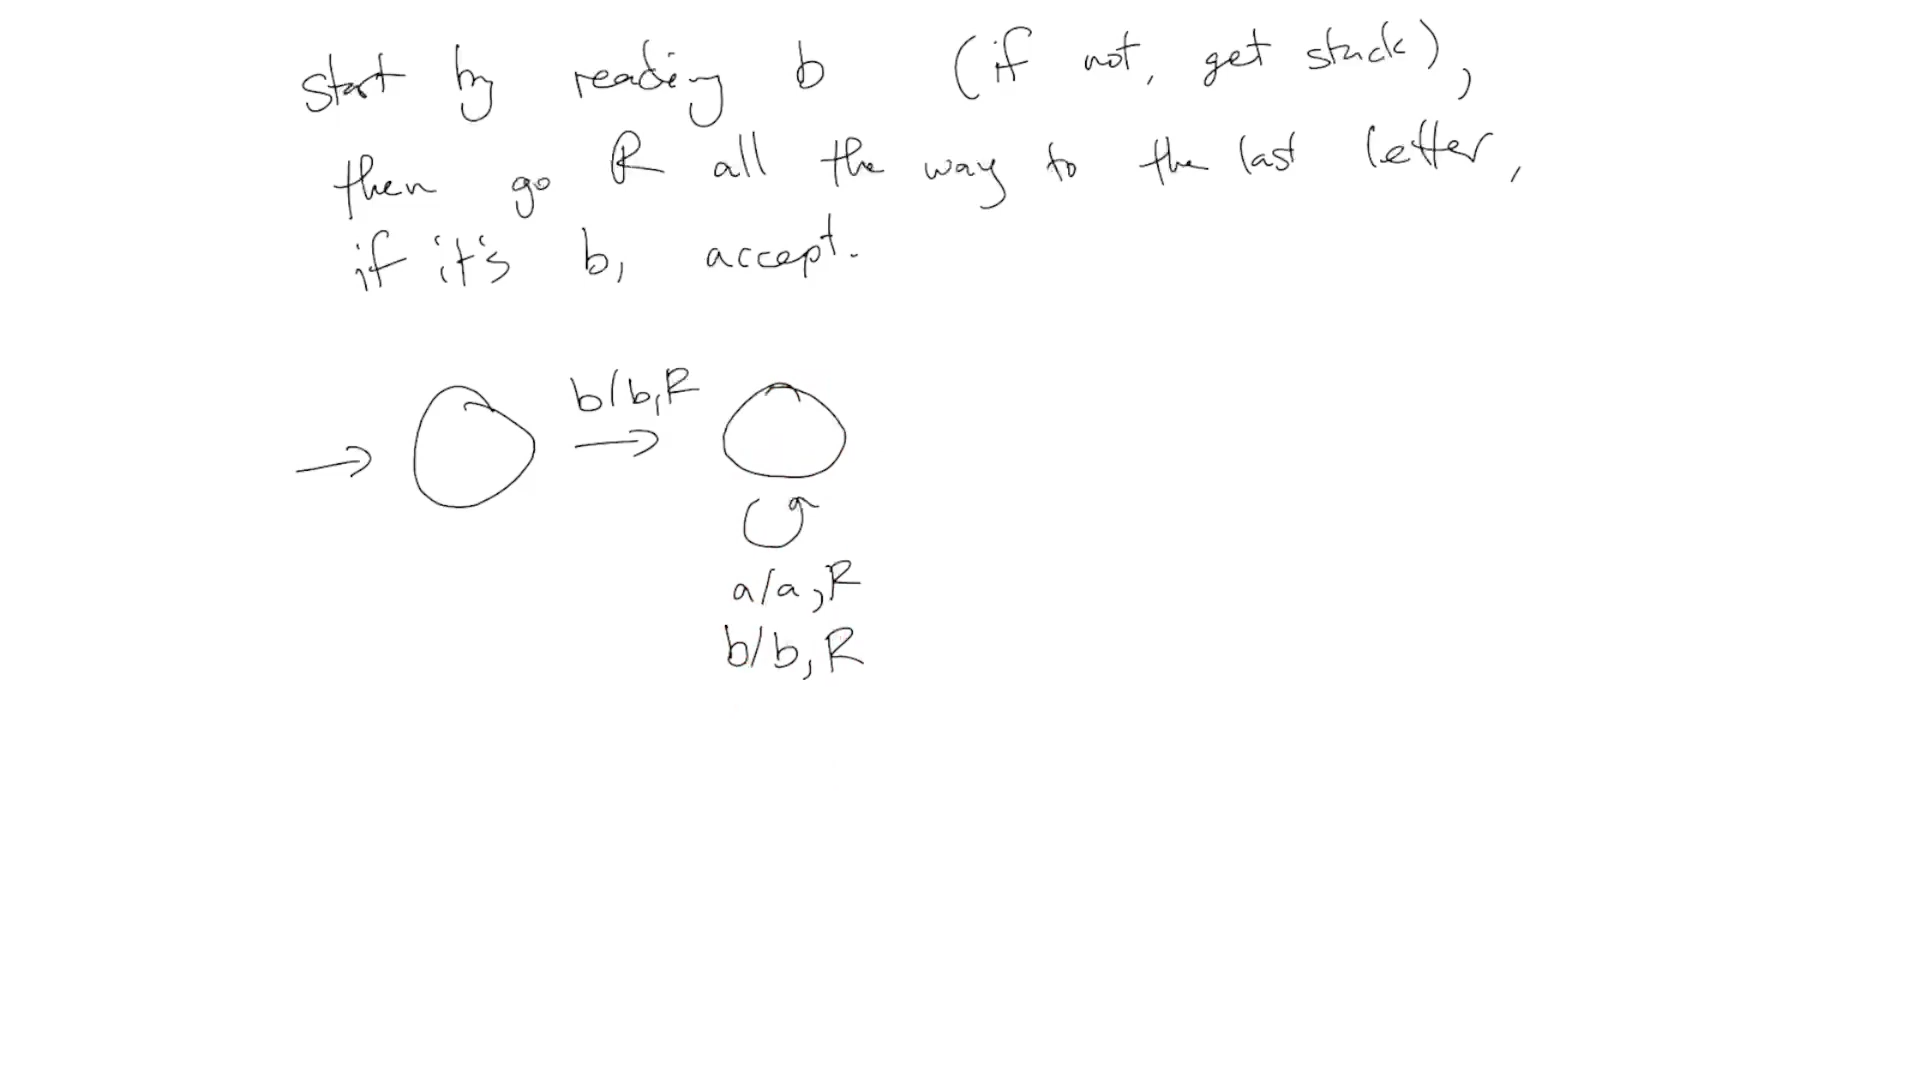 start by reading b (if not, get stuck),
then go R all the way to the last letter,
if it's b, accept.
b/b,R
a/a,R
b/b,R